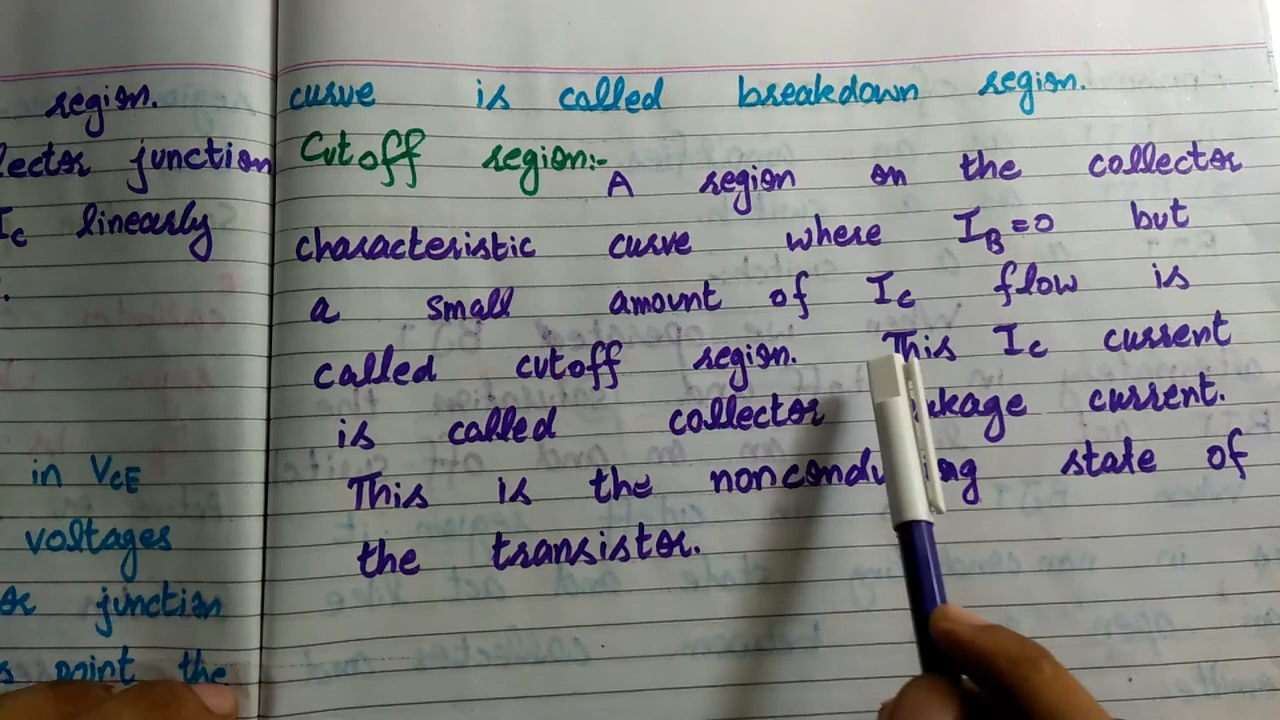 region.
junction
Ic linearly
in VCE
voltages
junction
point the
curve is called breakdown region.
Cutoff region:-
A region on the collector
characteristic curve where IB=0 but
a small amount of Ic flow is
called cutoff region. This Ic current
is called collector current.
This is the state of
the transistor.